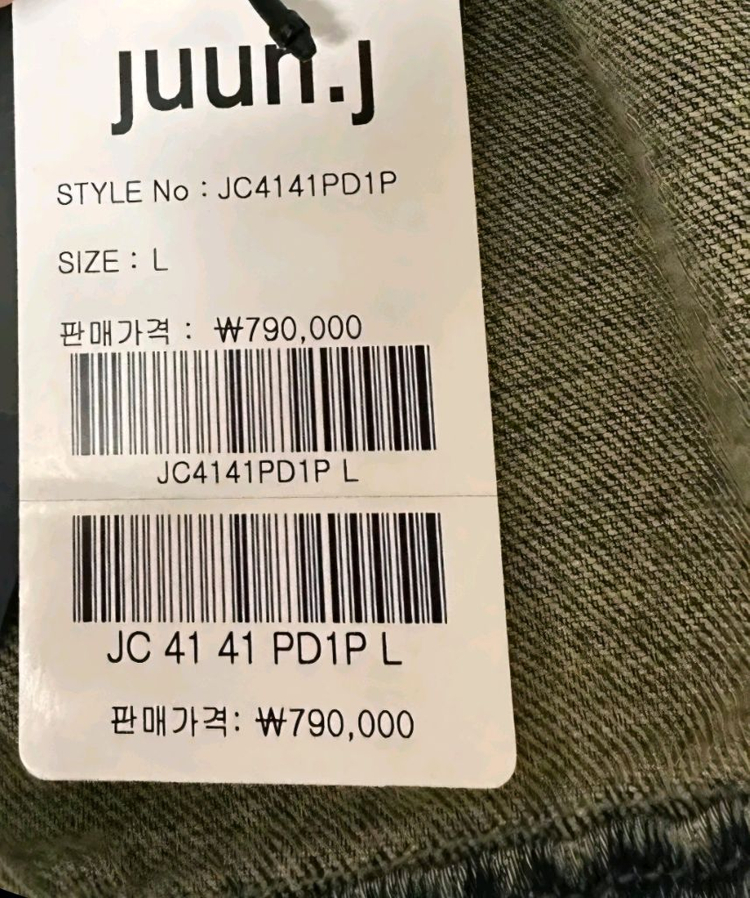 juun.j
STYLE No : JC4141PD1P
SIZE : L
판매가격 : ₩790,000
JC4141PD1P L
JC 41 41 PD1P L
판매가격: ₩790,000